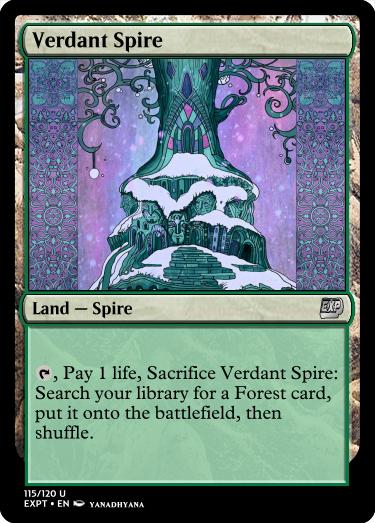 Verdant Spire
Land — Spire
EXP
, Pay 1 life, Sacrifice Verdant Spire:
Search your library for a Forest card,
put it onto the battlefield, then
shuffle.
115/120 U
EXPT • EN YANADHYANA